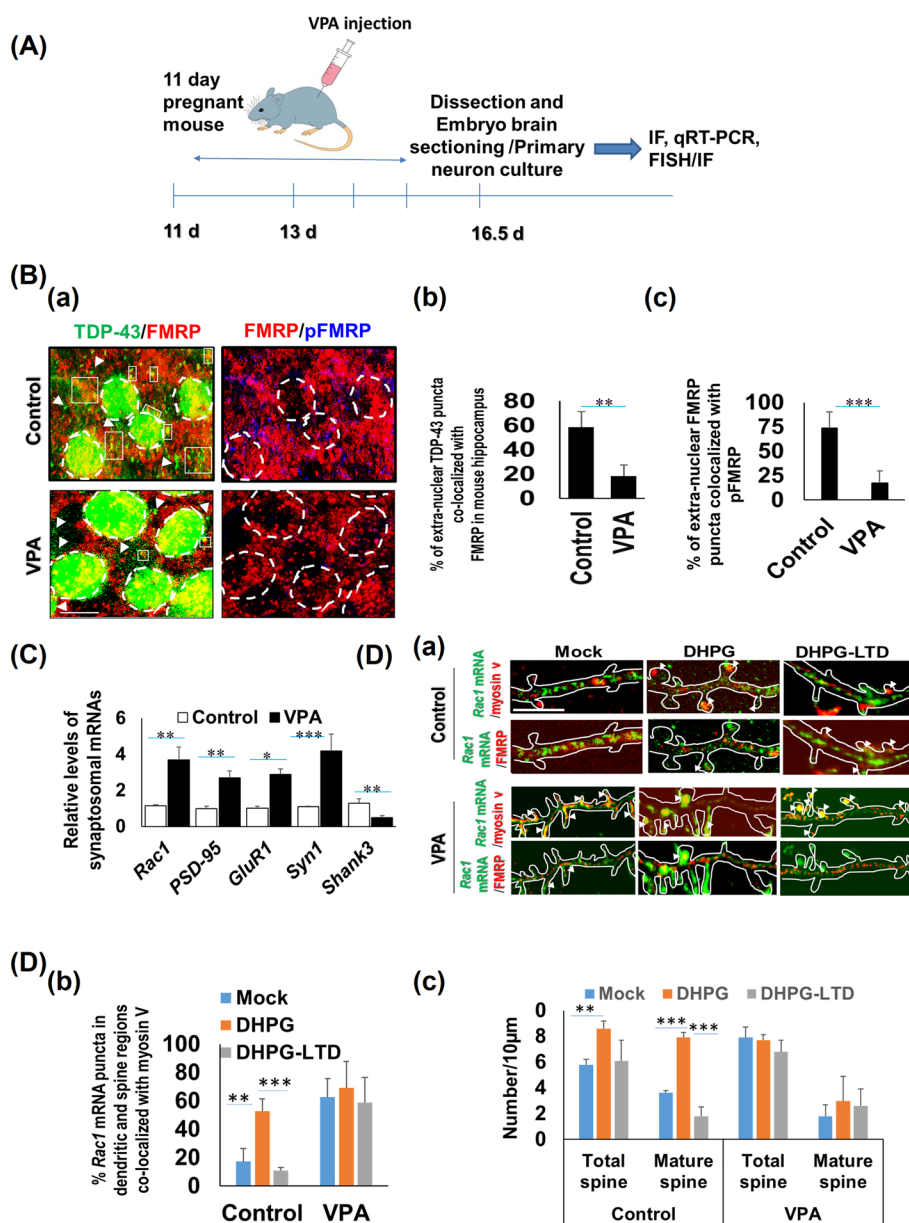 (A)
VPA injection
11 day
pregnant
mouse
Dissection and
Embryo brain
sectioning /Primary
neuron culture
IF, qRT-PCR,
FISH/IF
11 d
13 d
16.5 d
(B)
(a)
TDP-43/FMRP
FMRP/pFMRP
Control
VPA
(b)
% of extra-nuclear TDP-43 puncta
co-localized with
FMRP in mouse hippocampus
80
60
40
20
0
**
Control
VPA
(c)
% of extra-nuclear FMRP
puncta colocalized with
pFMRP
100
75
50
25
0
***
Control
VPA
(C)
Relative levels of
synaptosomal mRNAs
6
4
2
0
Control
VPA
**
**
*
***
**
Rac1
PSD-95
GluR1
Syn1
Shank3
(D)
(a)
Mock
DHPG
DHPG-LTD
Control
Rac1 mRNA
/myosin v
Rac1
mRNA
/FMRP
VPA
Rac1 mRNA
/myosin v
Rac1
mRNA
/FMRP
(D)
(b)
% Rac1 mRNA puncta in
dendritic and spine regions
co-localized with myosin V
Mock
DHPG
DHPG-LTD
100
80
60
40
20
0
**
***
Control
VPA
(c)
Mock
DHPG
DHPG-LTD
Number/10µm
0
8
6
4
2
0
**
***
***
Total
spine
Mature
spine
Total
spine
Mature
spine
Control
VPA